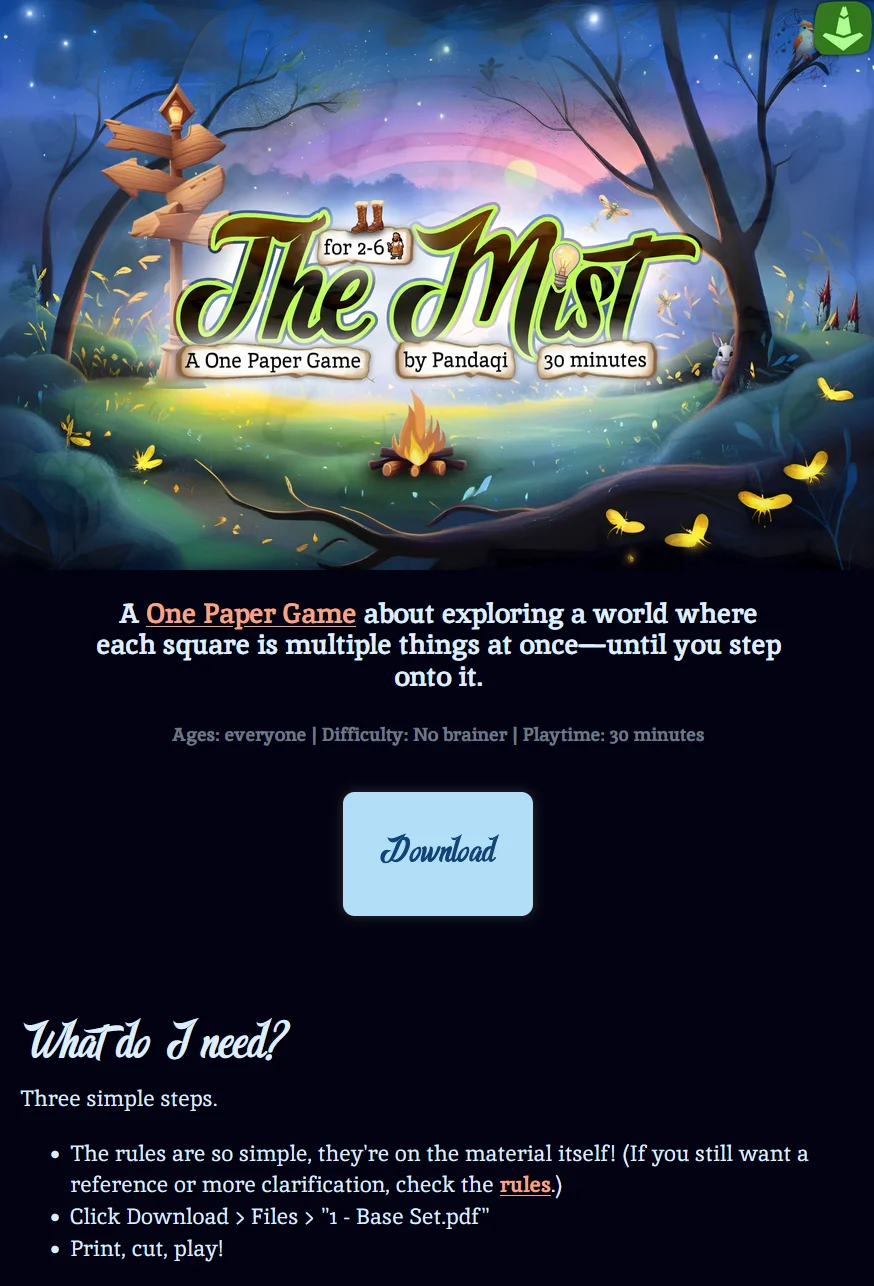 for 2-6
The Mist
A One Paper Game
by Pandaqi
30 minutes
A One Paper Game about exploring a world where
each square is multiple things at once—until you step
onto it.
Ages: everyone | Difficulty: No brainer | Playtime: 30 minutes
Download
What do I need?
Three simple steps.
• The rules are so simple, they're on the material itself! (If you still want a
reference or more clarification, check the rules.)
• Click Download > Files > "1 - Base Set.pdf"
• Print, cut, play!